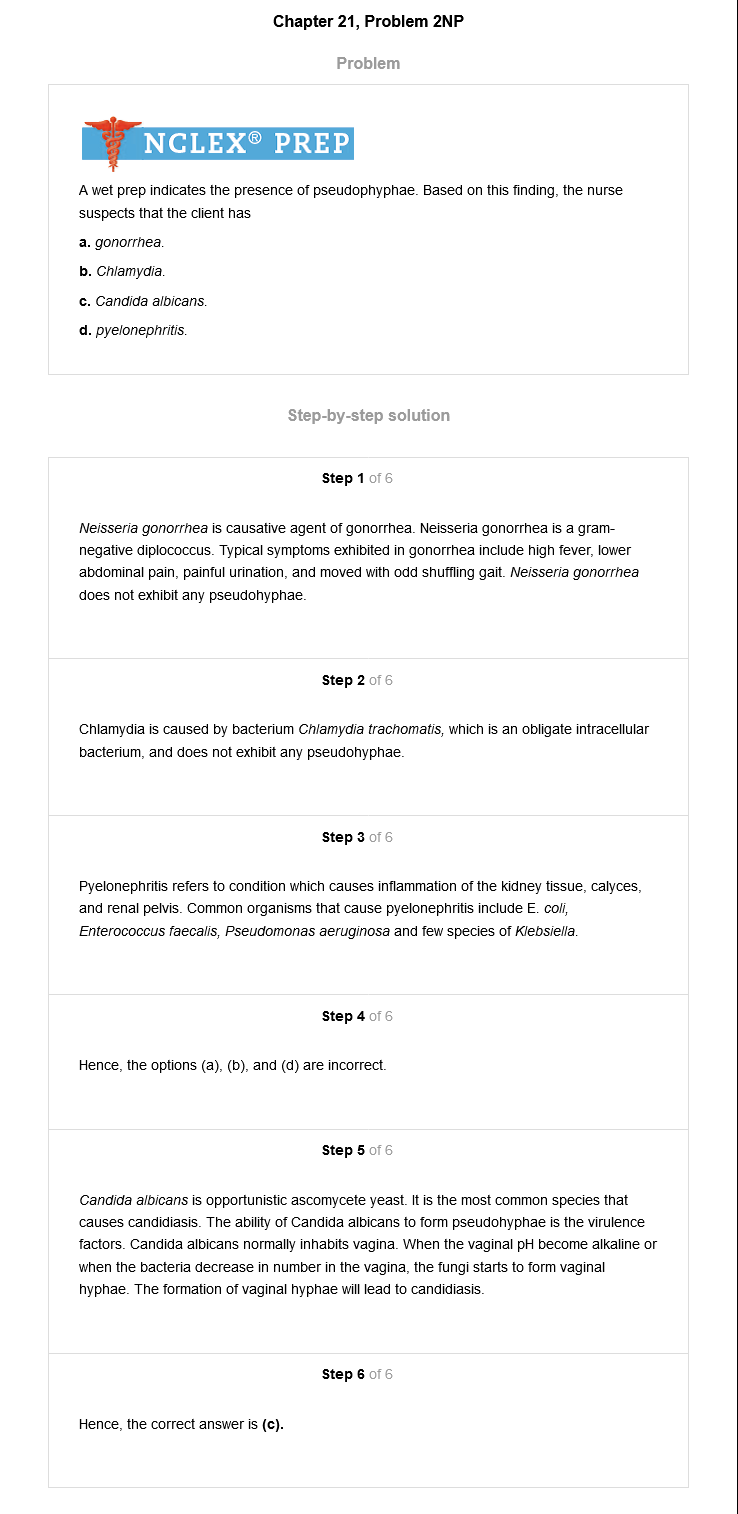 Chapter 21, Problem 2NP
Problem
NCLEX® PREP
A wet prep indicates the presence of pseudophyphae. Based on this finding, the nurse
suspects that the client has
a. gonorrhea.
b. Chlamydia.
c. Candida albicans.
d. pyelonephritis.
Step-by-step solution
Step 1 of 6
Neisseria gonorrhea is causative agent of gonorrhea. Neisseria gonorrhea is a gram-
negative diplococcus. Typical symptoms exhibited in gonorrhea include high fever, lower
abdominal pain, painful urination, and moved with odd shuffling gait. Neisseria gonorrhea
does not exhibit any pseudohyphae.
Step 2 of 6
Chlamydia is caused by bacterium Chlamydia trachomatis, which is an obligate intracellular
bacterium, and does not exhibit any pseudohyphae.
Step 3 of 6
Pyelonephritis refers to condition which causes inflammation of the kidney tissue, calyces,
and renal pelvis. Common organisms that cause pyelonephritis include E. coli,
Enterococcus faecalis, Pseudomonas aeruginosa and few species of Klebsiella.
Step 4 of 6
Hence, the options (a), (b), and (d) are incorrect.
Step 5 of 6
Candida albicans is opportunistic ascomycete yeast. It is the most common species that
causes candidiasis. The ability of Candida albicans to form pseudohyphae is the virulence
factors. Candida albicans normally inhabits vagina. When the vaginal pH become alkaline or
when the bacteria decrease in number in the vagina, the fungi starts to form vaginal
hyphae. The formation of vaginal hyphae will lead to candidiasis.
Step 6 of 6
Hence, the correct answer is (c).